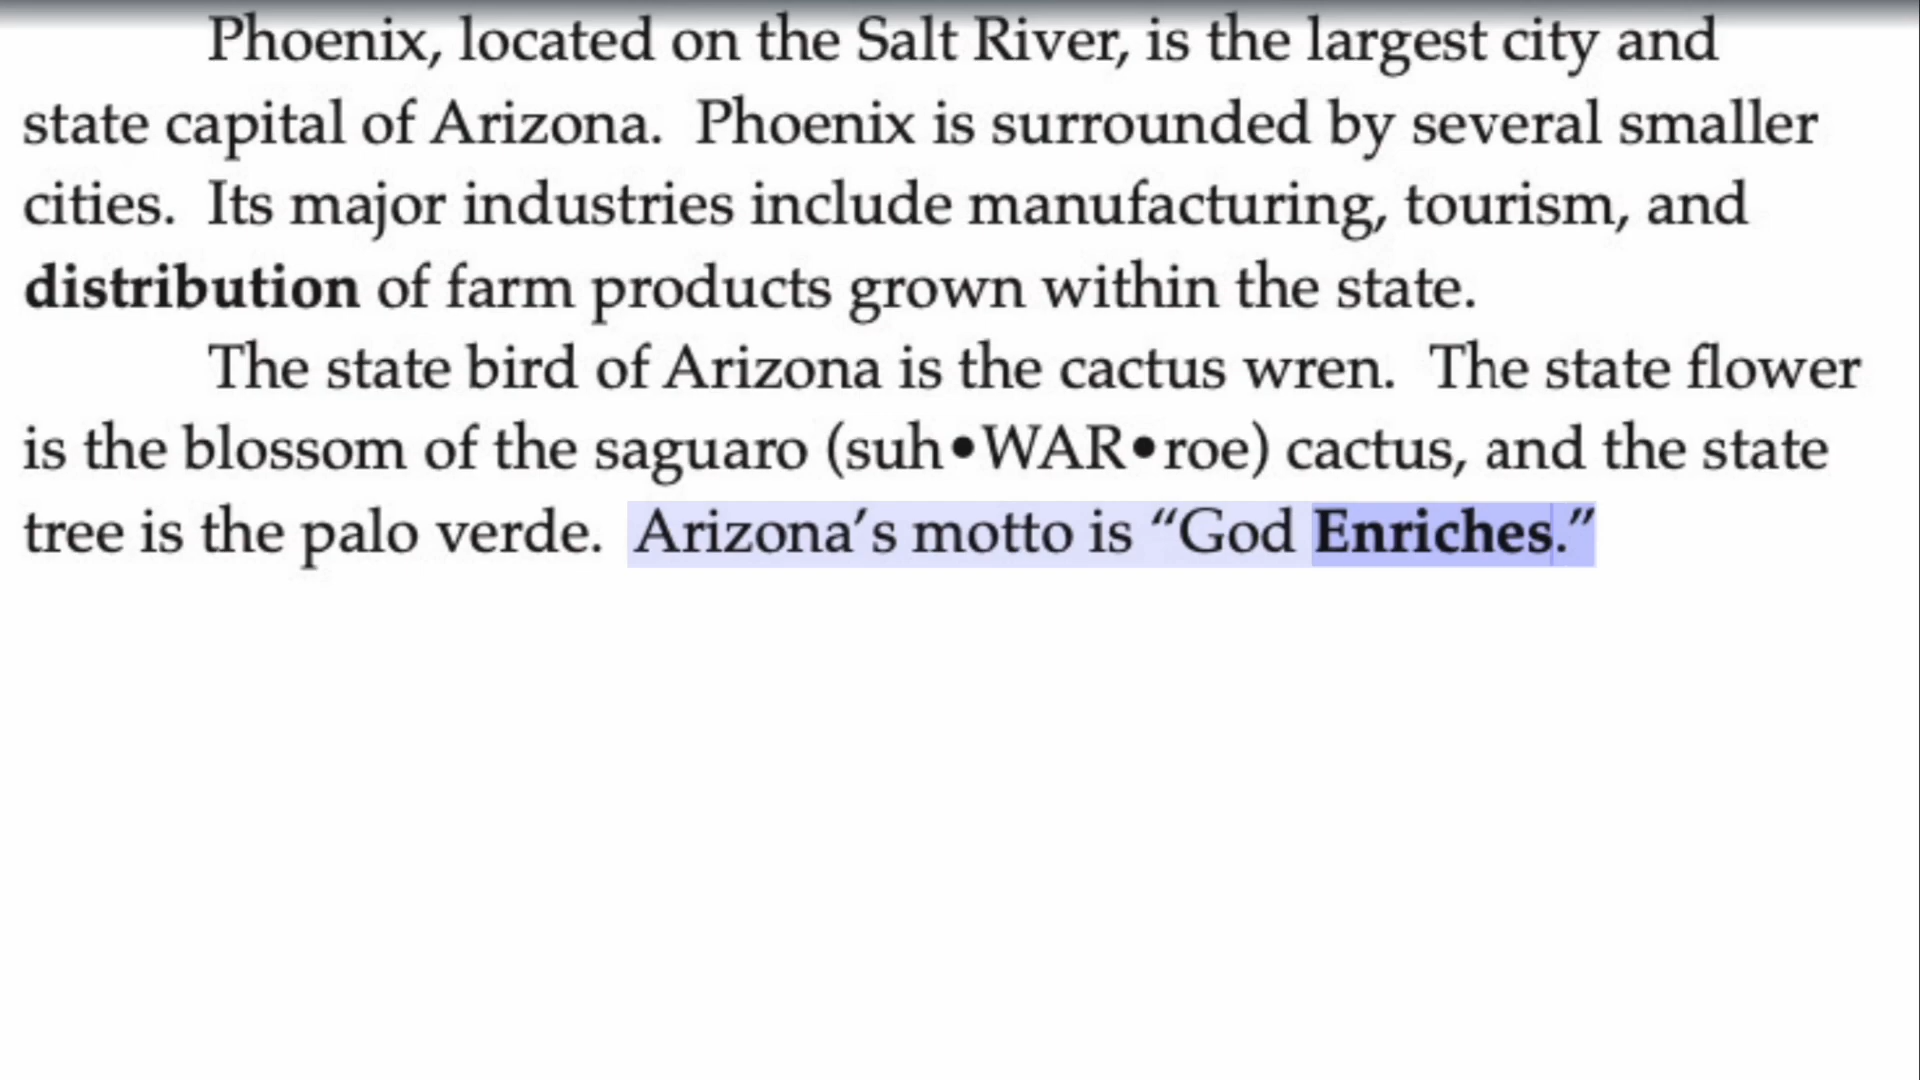 Phoenix, located on the Salt River, is the largest city and
state capital of Arizona.  Phoenix is surrounded by several smaller
cities.  Its major industries include manufacturing, tourism, and
distribution of farm products grown within the state.
The state bird of Arizona is the cactus wren.  The state flower
is the blossom of the saguaro (suh•WAR•roe) cactus, and the state
tree is the palo verde.  Arizona's motto is “God Enriches.”